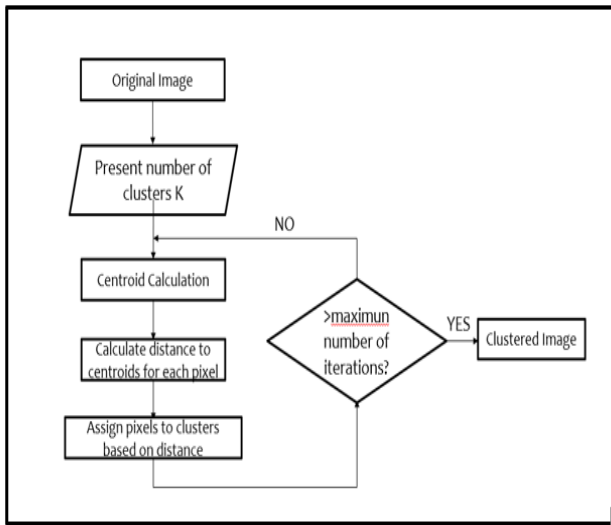 Original Image
Present number of
clusters K
NO
Centroid Calculation
Calculate distance to
centroids for each pixel
Assign pixels to clusters
based on distance
>maximun
number of
iterations?
YES
Clustered Image